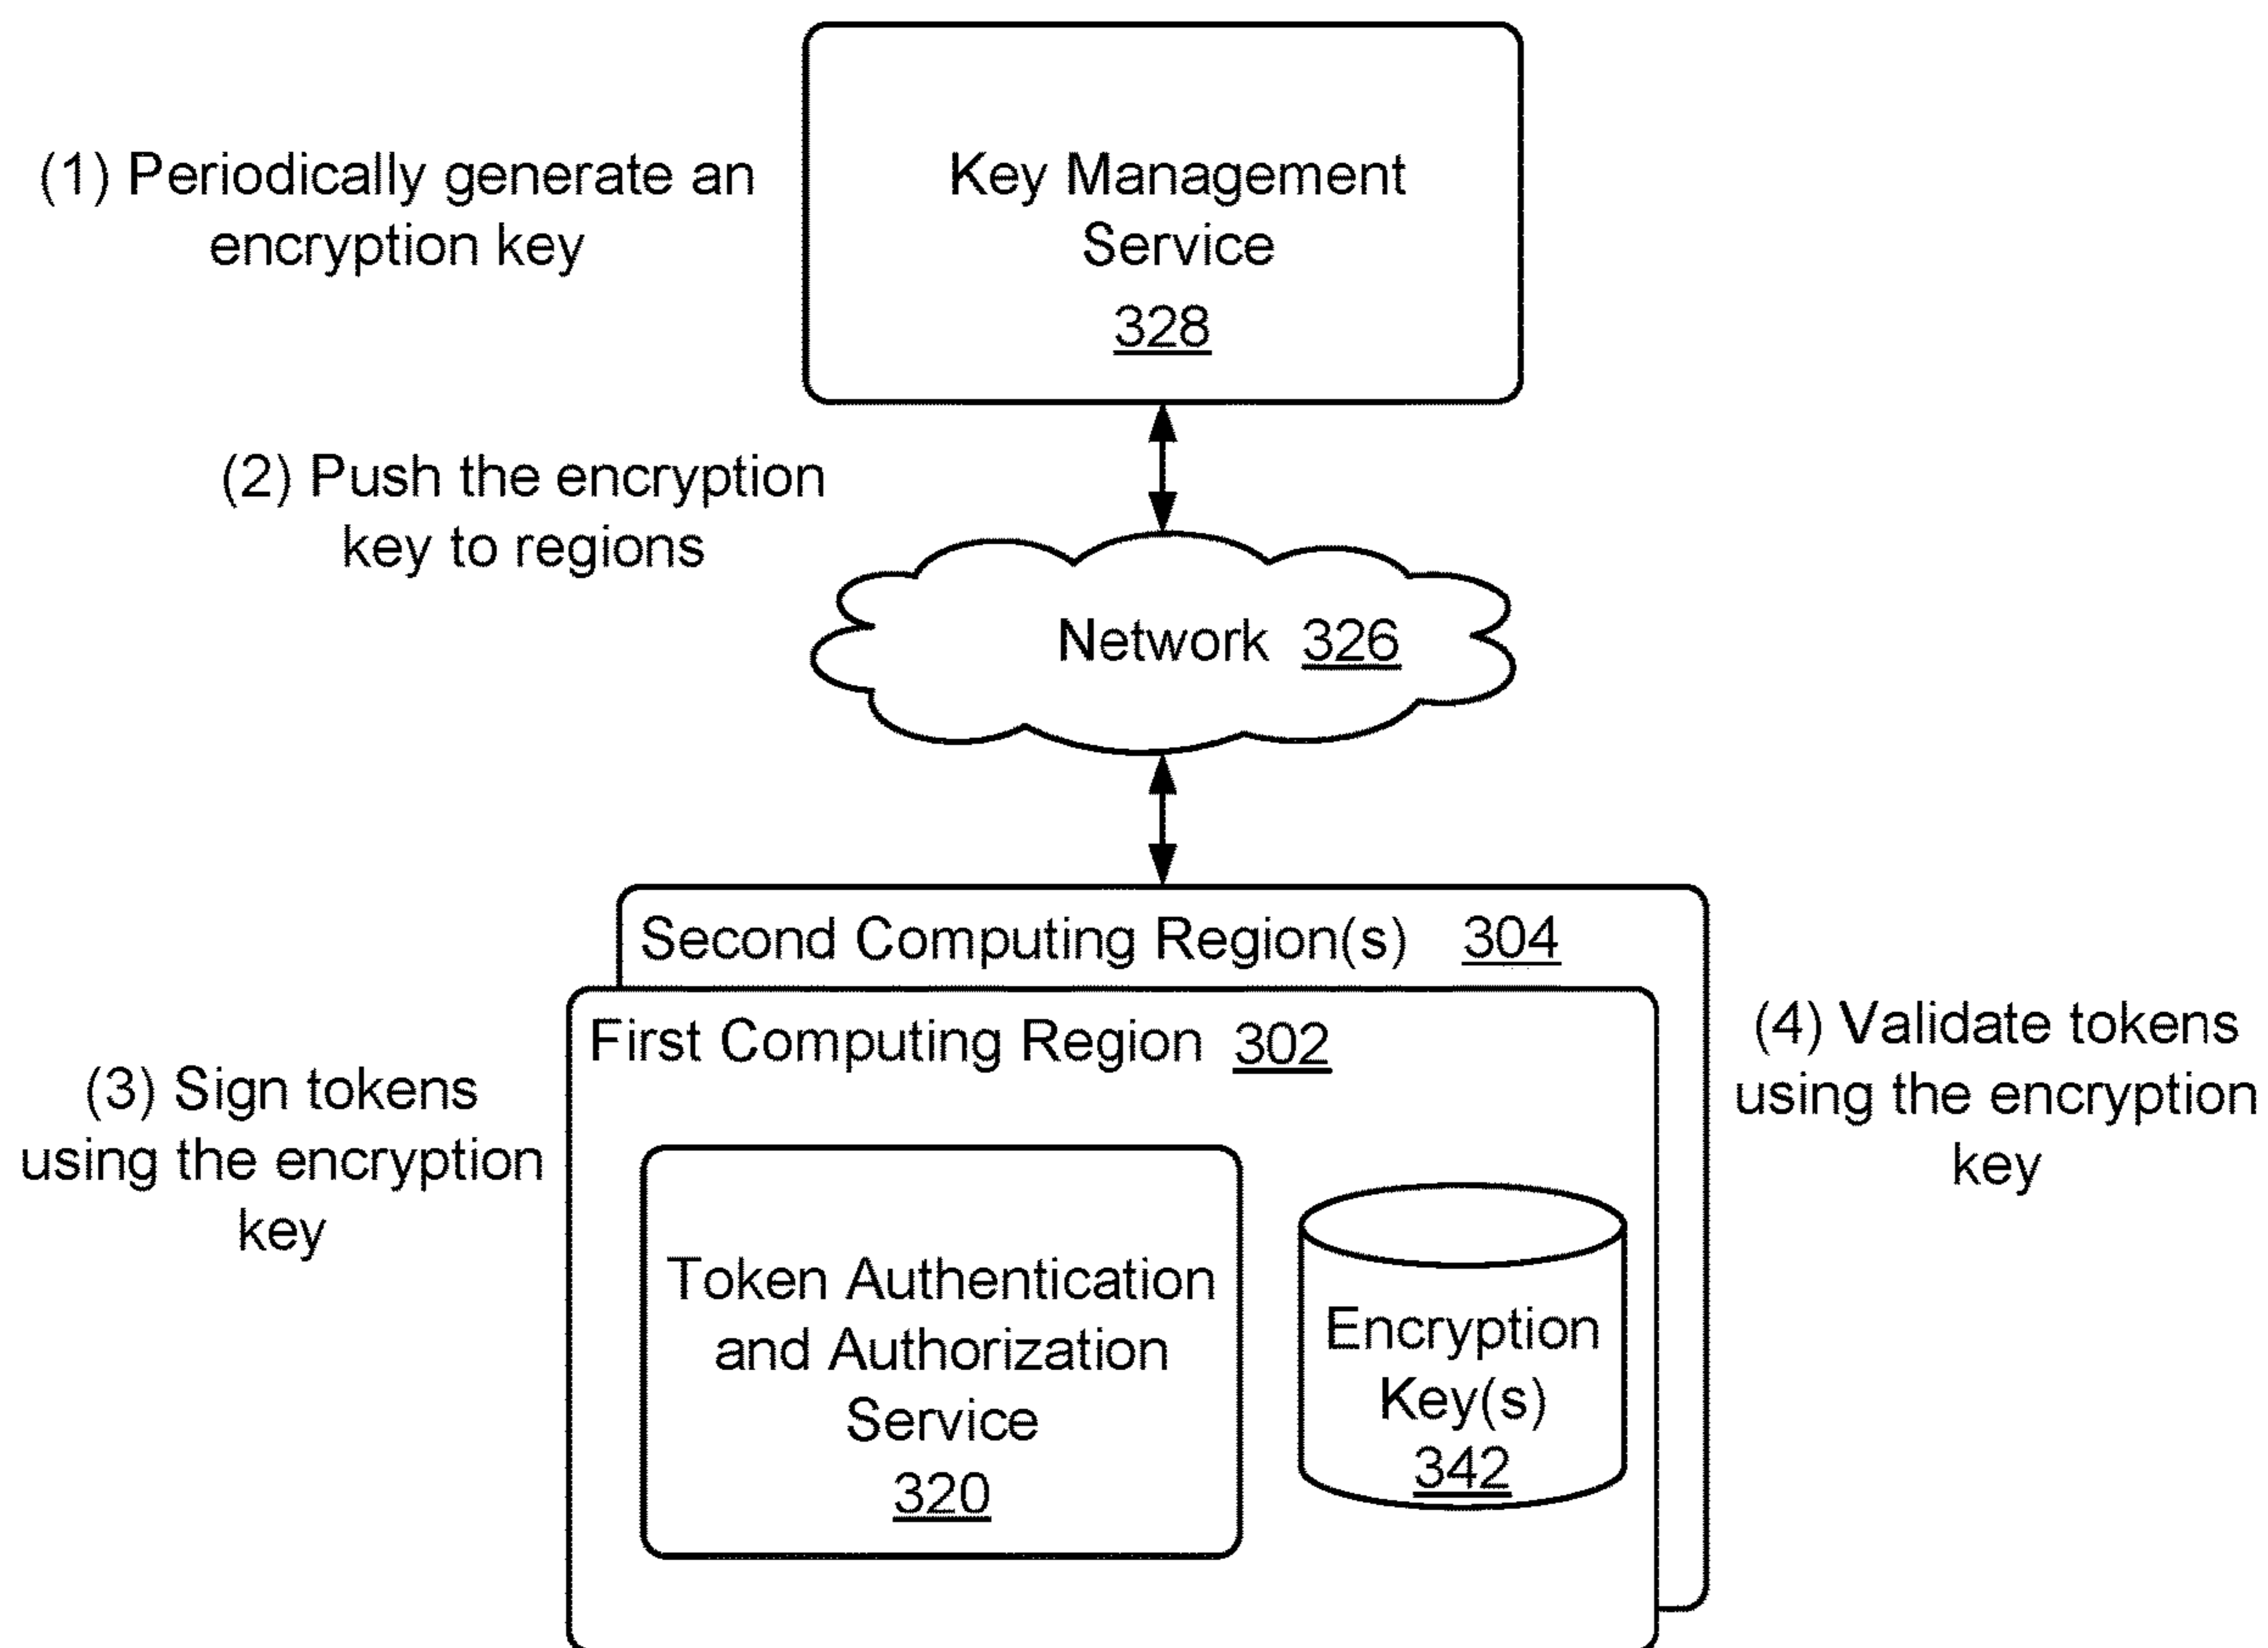 (1) Periodically generate an
encryption key
Key Management
Service
328
(2) Push the encryption
key to regions
Network 326
Second Computing Region(s) 304
First Computing Region 302
(3) Sign tokens
using the encryption
key
(4) Validate tokens
using the encryption
key
Token Authentication
and Authorization
Service
320
Encryption
Key(s)
342